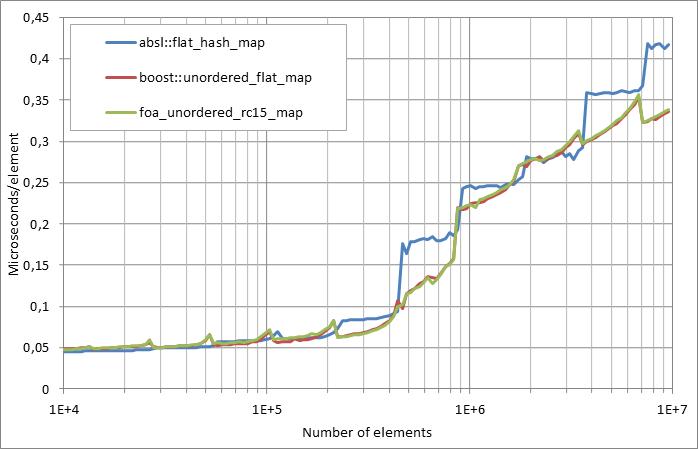 0,45
0,4
0,35
0,3
0,25
0,2
0,15
0,1
0,05
0
Microseconds/element
absl::flat_hash_map
boost::unordered_flat_map
foa_unordered_rc15_map
1E+4 1E+5 1E+6 1E+7
Number of elements